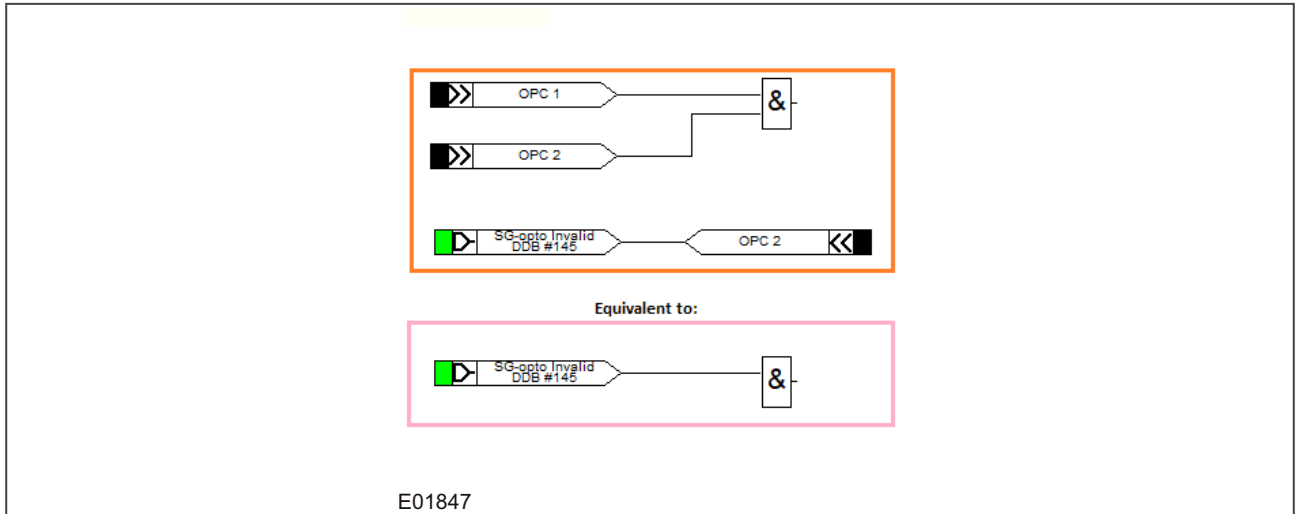 OPC 1
&
OPC 2
SG-opto Invalid
DDB #145
OPC 2
Equivalent to:
SG-opto Invalid
DDB #145
&
E01847